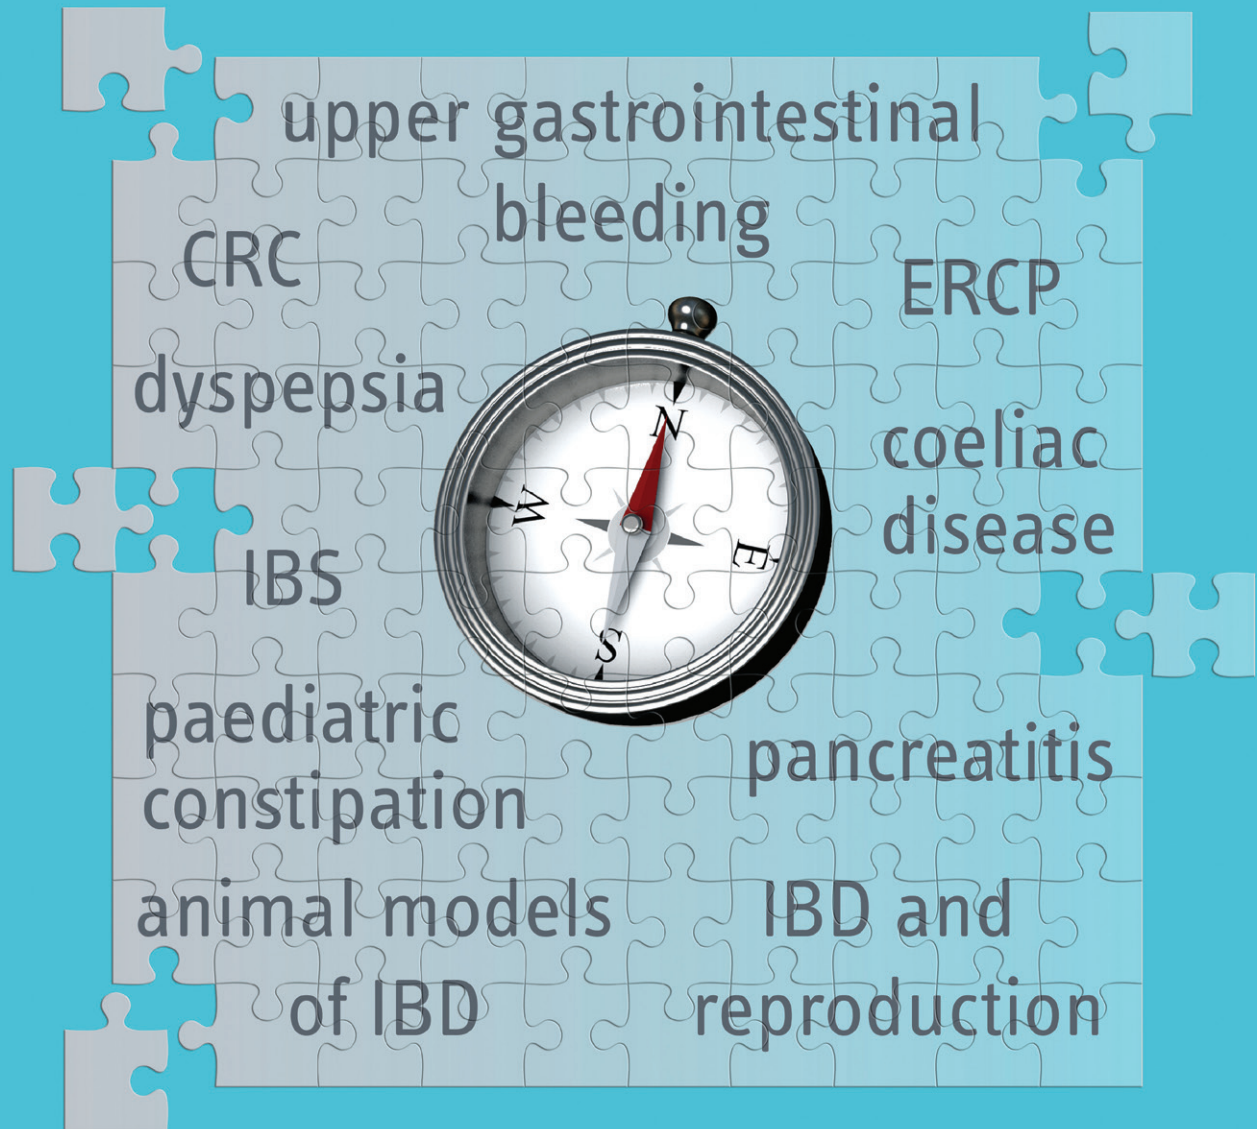 upper gastrointestinal
bleeding
CRC
ERCP
dyspepsia
N
coeliac
W
disease
E
IBS
S
paediatric
pancreatitis
constipation
animal models
IBD and
of IBD
reproduction